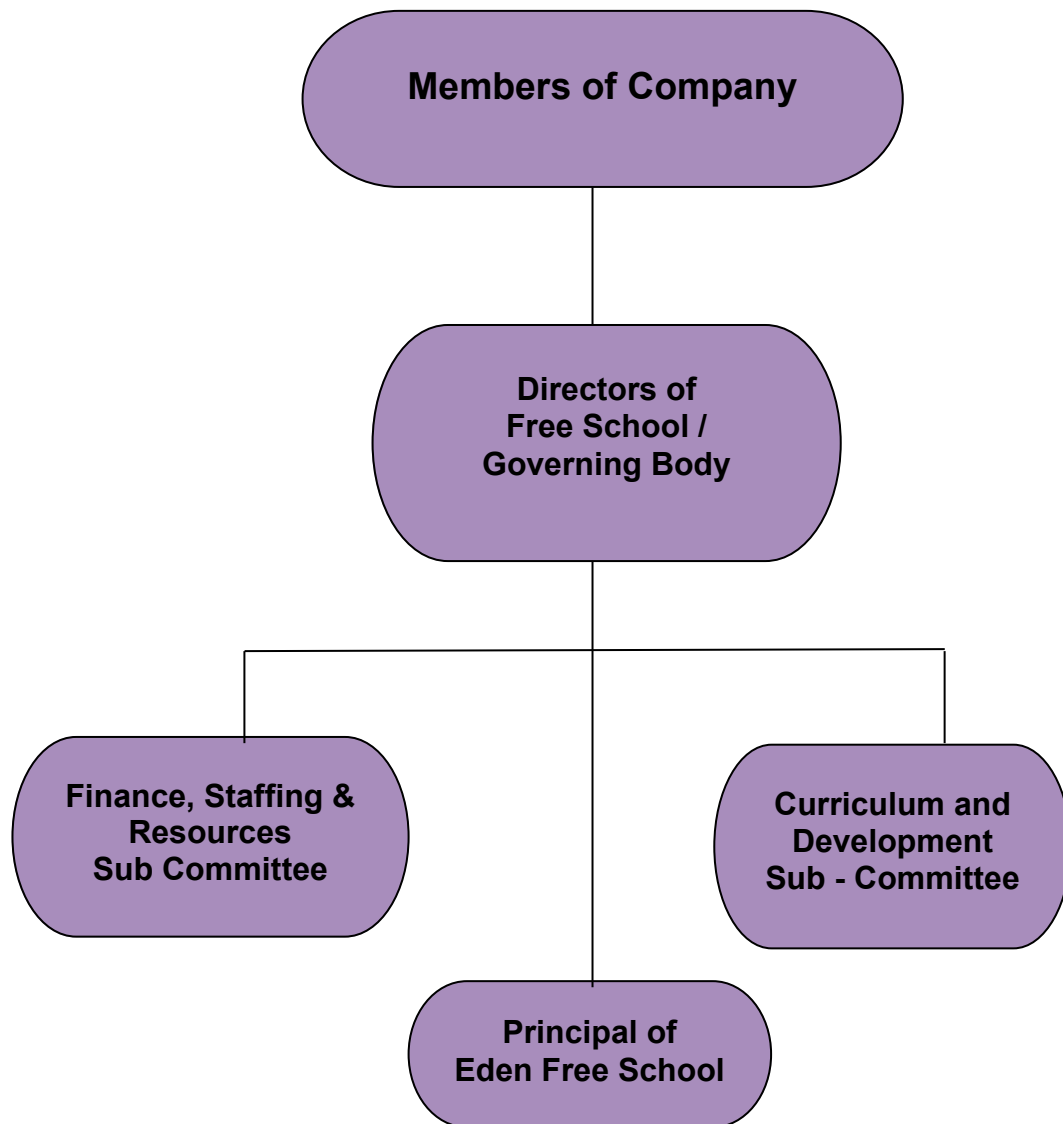 Members of Company
Directors of
Free School /
Governing Body
Finance, Staffing &
Resources
Sub Committee
Curriculum and
Development
Sub - Committee
Principal of
Eden Free School